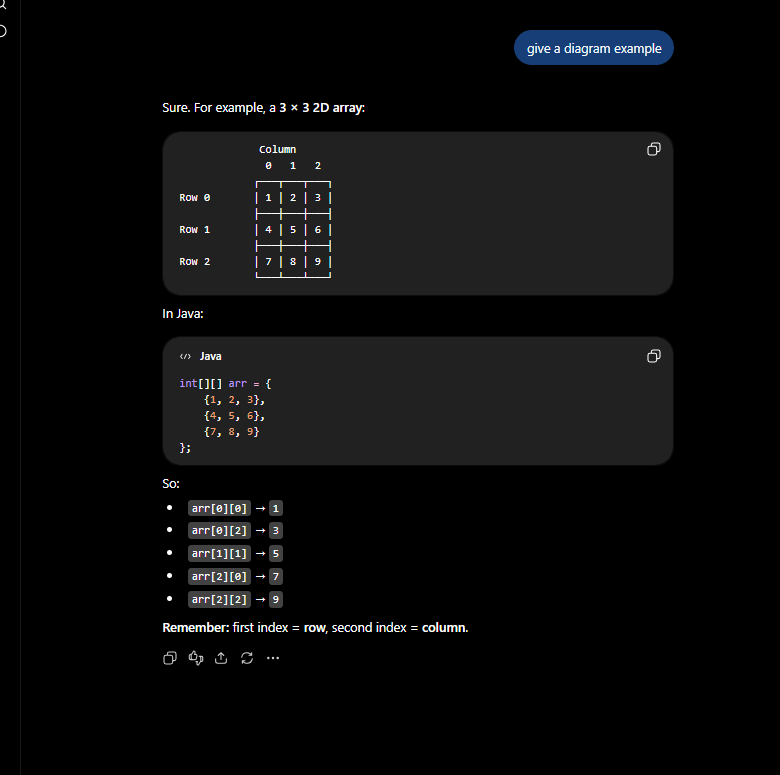 give a diagram example
Sure. For example, a 3 × 3 2D array:
Column
0 1 2
Row 0 | 1 | 2 | 3 |
Row 1 | 4 | 5 | 6 |
Row 2 | 7 | 8 | 9 |
In Java:
</> Java
int[][] arr = {
{1, 2, 3},
{4, 5, 6},
{7, 8, 9}
};
So:
• arr[0][0] → 1
• arr[0][2] → 3
• arr[1][1] → 5
• arr[2][0] → 7
• arr[2][2] → 9
Remember: first index = row, second index = column.